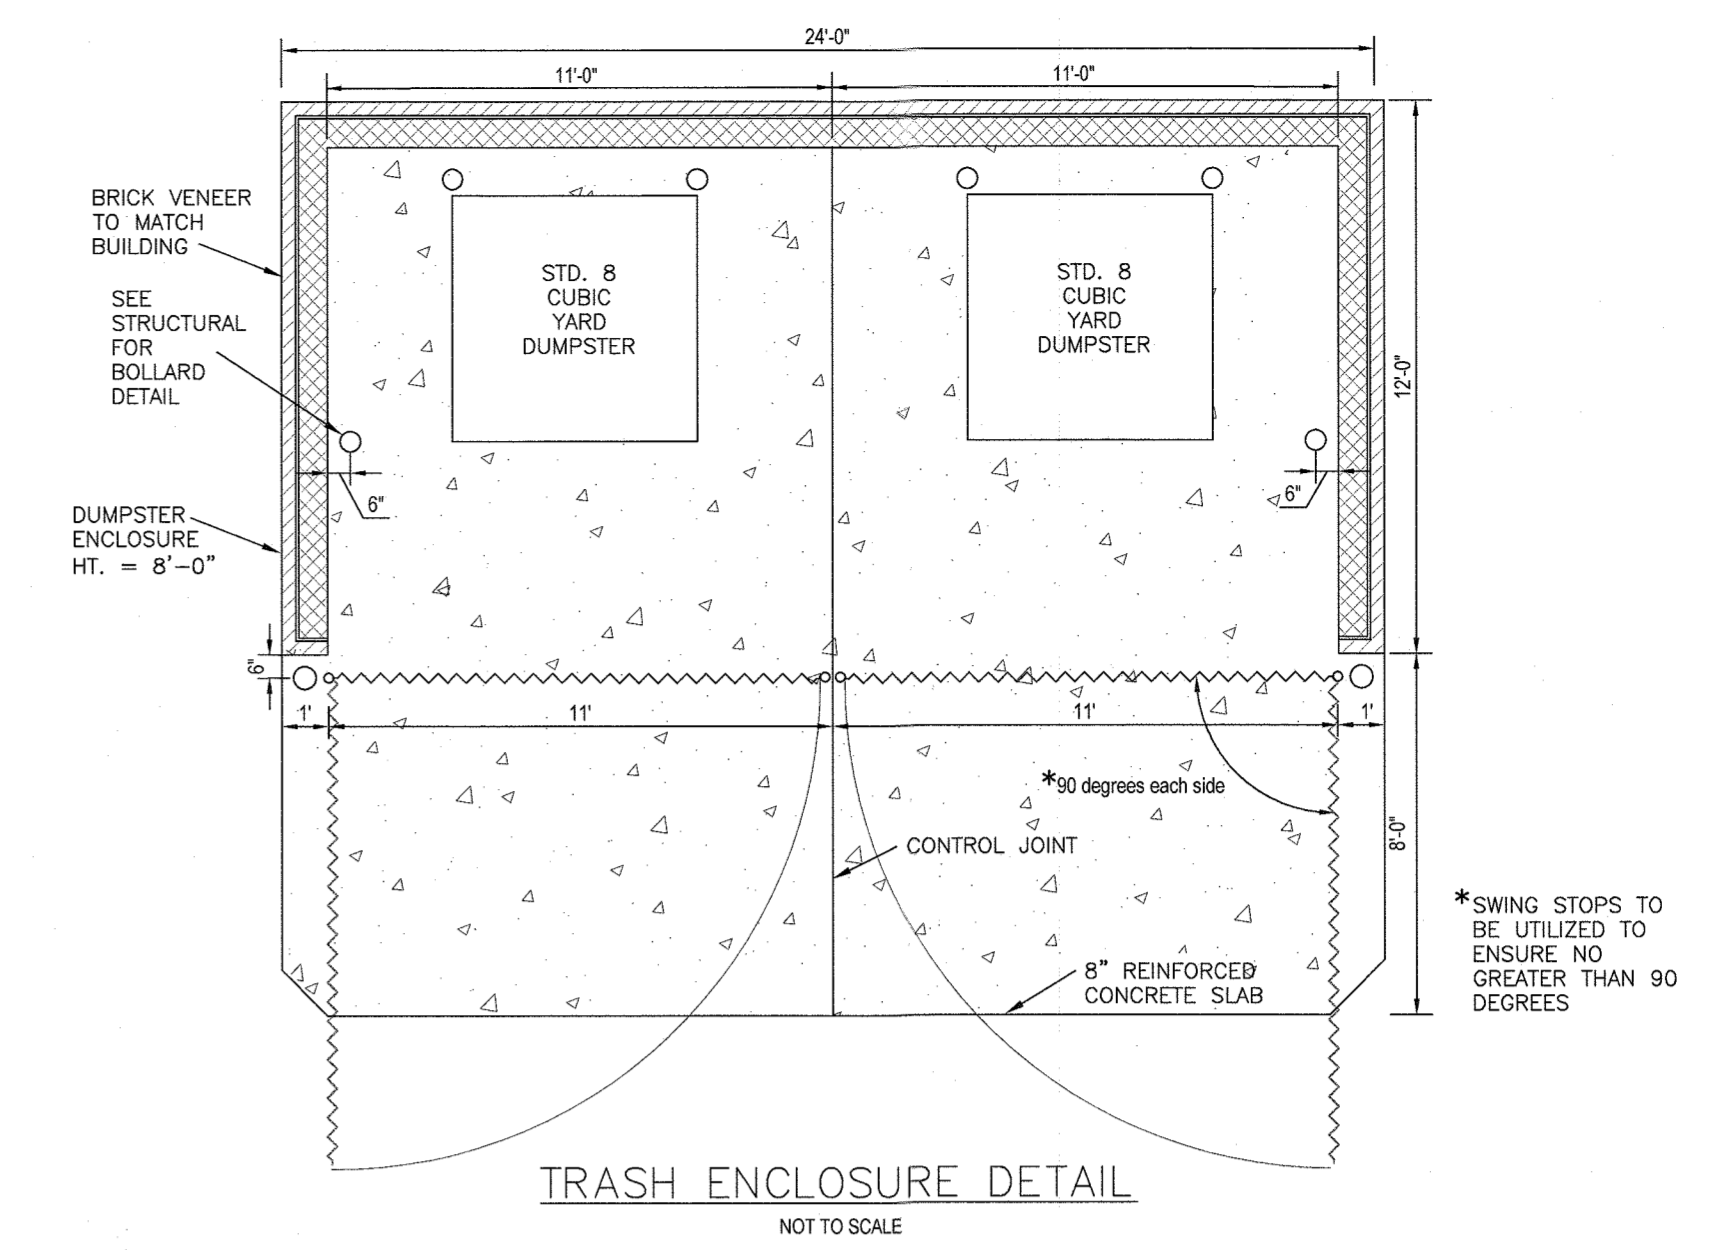 24'-0"
11'-0"
11'-0"
BRICK VENEER
TO MATCH
BUILDING
SEE
STRUCTURAL
FOR
BOLLARD
DETAIL
STD. 8
CUBIC
YARD
DUMPSTER
STD. 8
CUBIC
YARD
DUMPSTER
12'-0"
6"
6"
DUMPSTER
ENCLOSURE
HT. = 8'-0"
6"
1'
11'
11'
1'
*90 degrees each side
CONTROL JOINT
8'-0"
8" REINFORCED
CONCRETE SLAB
*SWING STOPS TO
BE UTILIZED TO
ENSURE NO
GREATER THAN 90
DEGREES
TRASH ENCLOSURE DETAIL
NOT TO SCALE